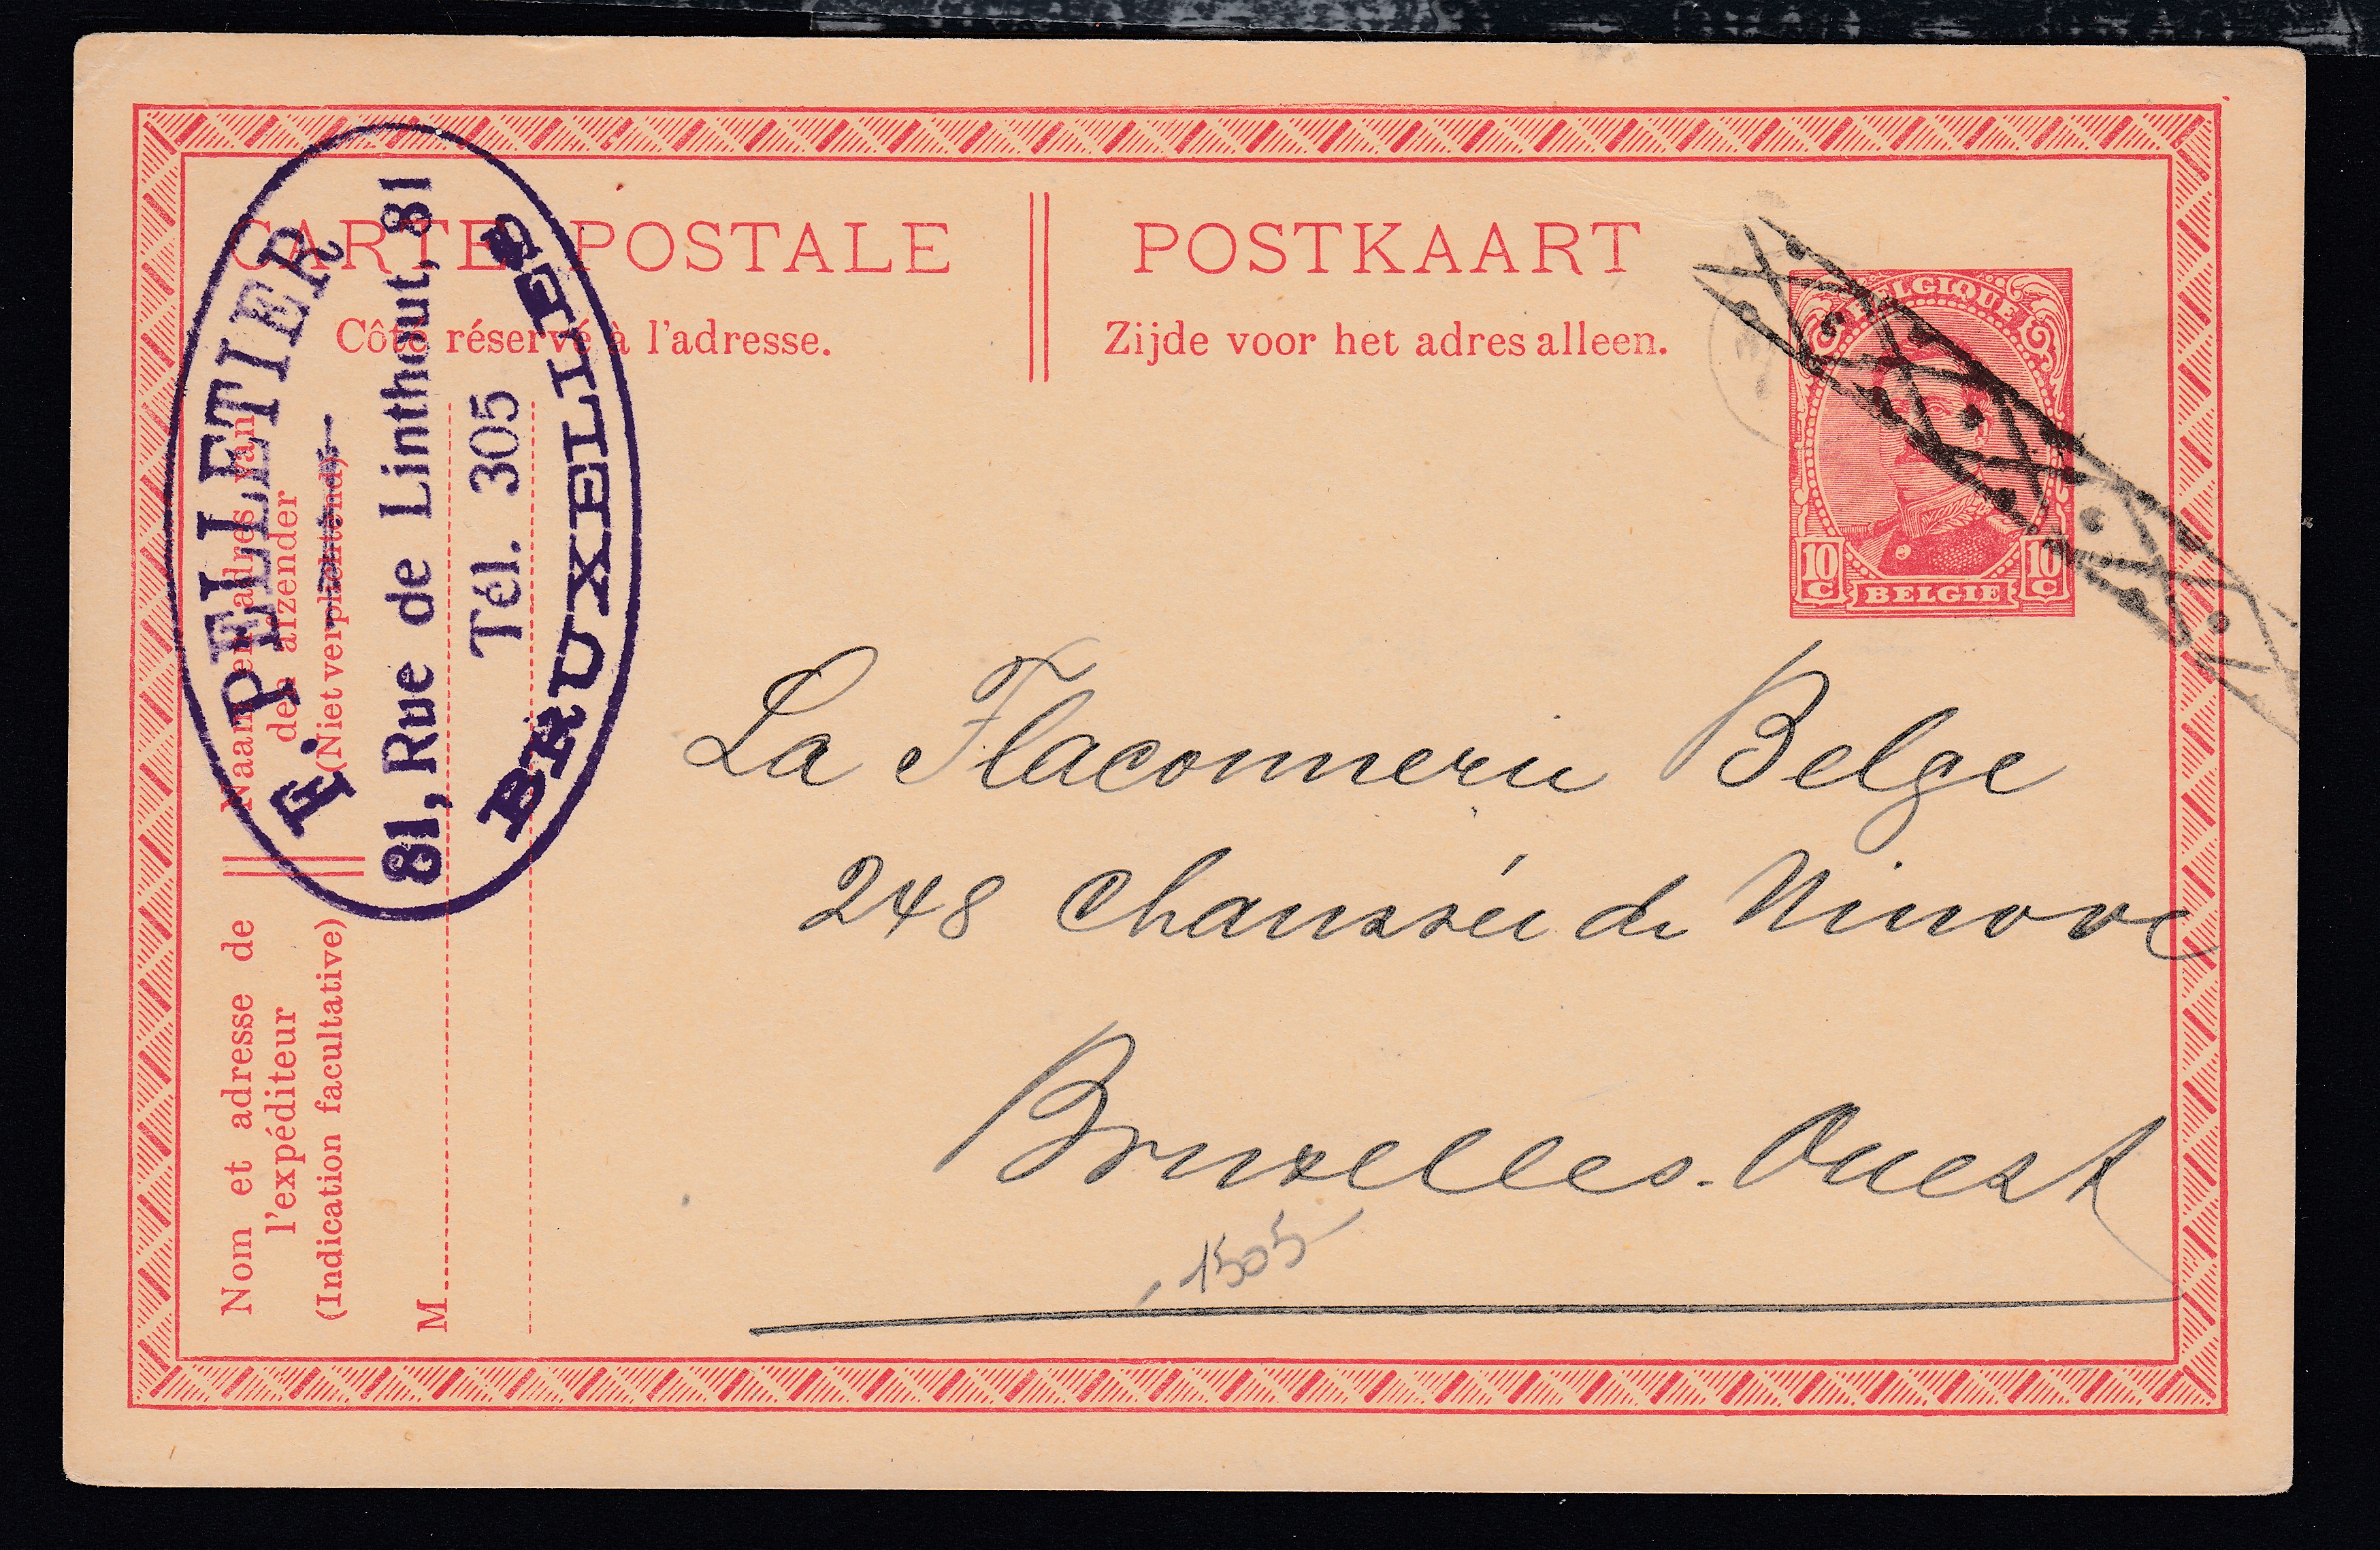 CARTE POSTALE
Côté réservé à l'adresse.
POSTKAART
Zijde voor het adres alleen.
BELGIQUE
10 C
BELGIE
10 C
E. PELLETIER
81, Rue de Linthout, 81
Tél. 305
BRUXELLES
Naam en adres van
den afzender
(Niet verplichtend)
Nom et adresse de
l'expéditeur
(Indication facultative)
M
La Flaconnerie Belge
248 Chaussée de Ninove
Bruxelles-Ouest
1505